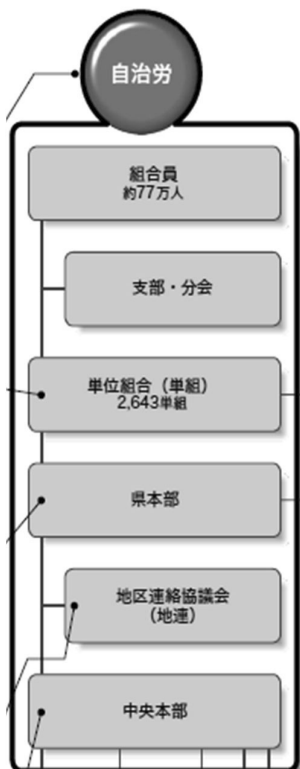 自治労
組合員
約77万人
支部・分会
単位組合（単組）
2,643単組
県本部
地区連絡協議会
（地連）
中央本部